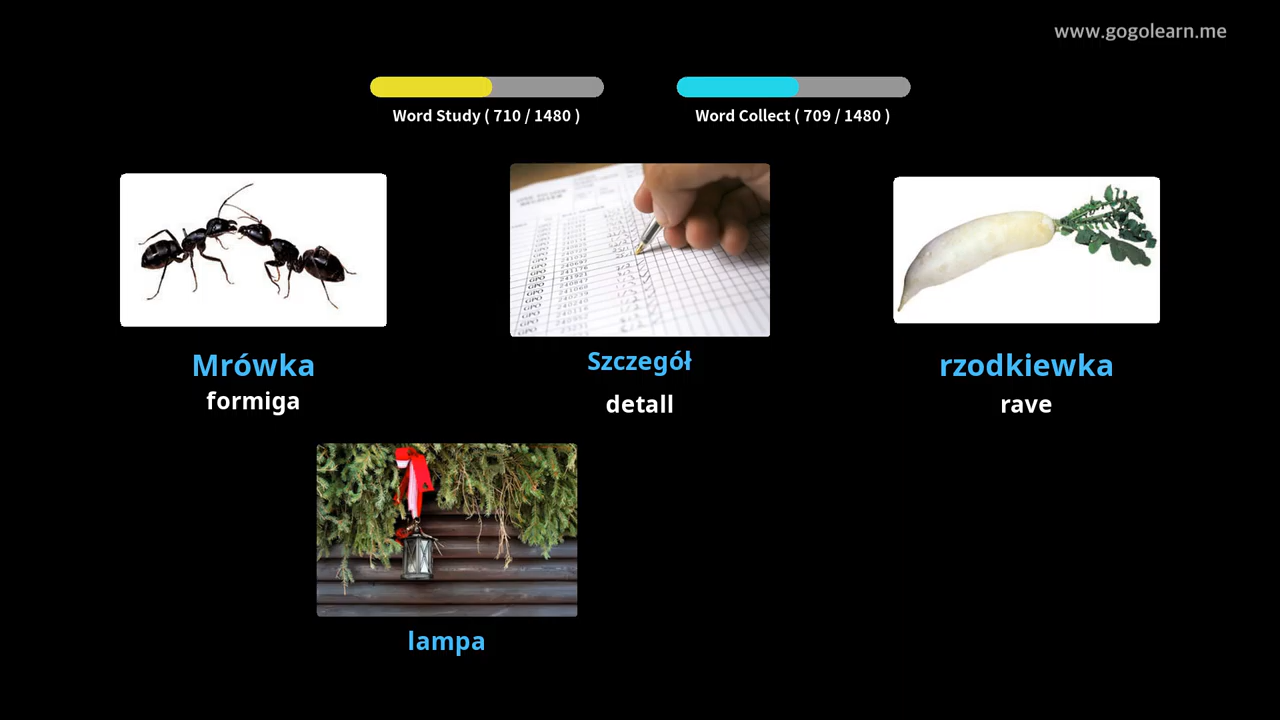 www.gogolearn.me
Word Study ( 710 / 1480 )
Word Collect ( 709 / 1480 )
Mrówka
formiga
Szczegół
detall
rzodkiewka
rave
lampa